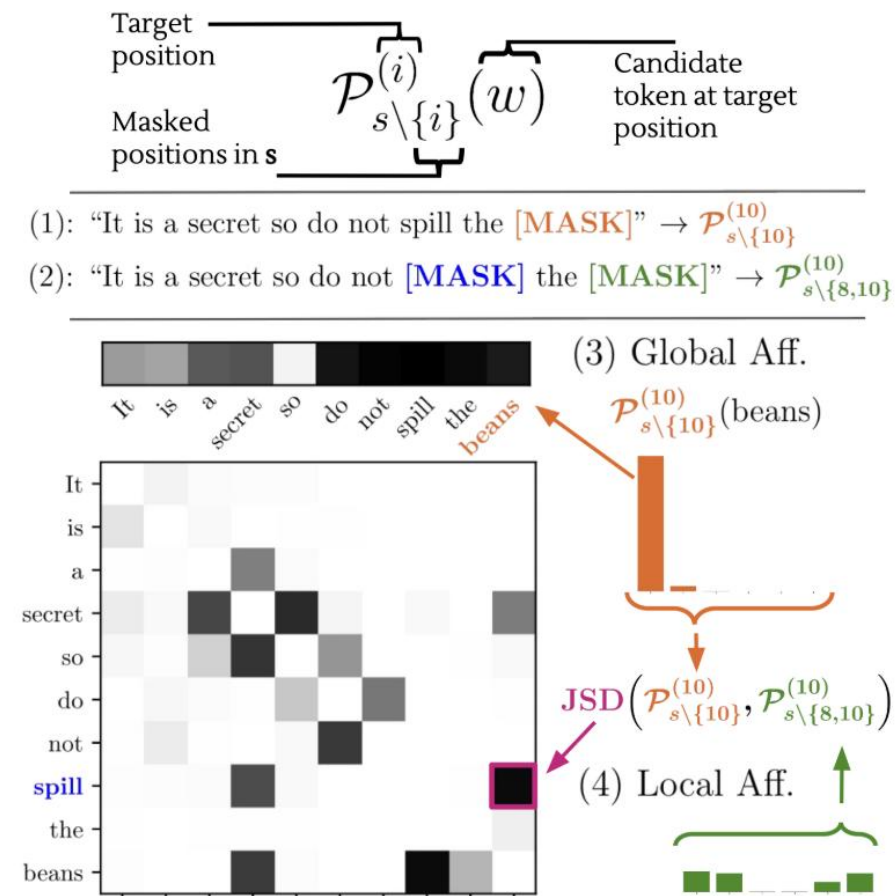 Target
position
Masked
positions in s
𝒫^{(i)}_{s\{i}}(w)
Candidate
token at target
position
(1): “It is a secret so do not spill the [MASK]” → 𝒫^{(10)}_{s\{10}}
(2): “It is a secret so do not [MASK] the [MASK]” → 𝒫^{(10)}_{s\{8,10}}
(3) Global Aff.
It is a secret so do not spill the beans
𝒫^{(10)}_{s\{10}}(beans)
It
is
a
secret
so
do
not
spill
the
beans
JSD(𝒫^{(10)}_{s\{10}}, 𝒫^{(10)}_{s\{8,10}})
(4) Local Aff.